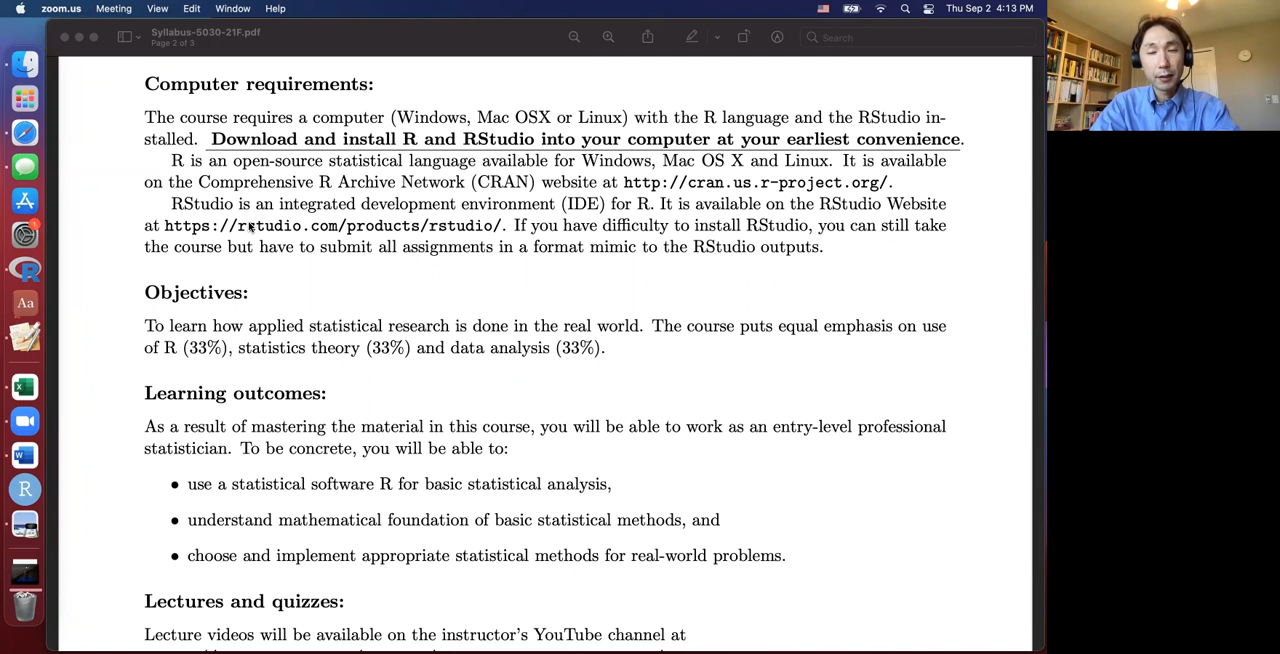 zoom.us Meeting View Edit Window Help Thu Sep 2 4:13 PM
Syllabus-5030-21F.pdf
Page 2 of 3
Search
Computer requirements:
The course requires a computer (Windows, Mac OSX or Linux) with the R language and the RStudio in-
stalled. Download and install R and RStudio into your computer at your earliest convenience.
R is an open-source statistical language available for Windows, Mac OS X and Linux. It is available
on the Comprehensive R Archive Network (CRAN) website at http://cran.us.r-project.org/.
RStudio is an integrated development environment (IDE) for R. It is available on the RStudio Website
at https://rstudio.com/products/rstudio/. If you have difficulty to install RStudio, you can still take
the course but have to submit all assignments in a format mimic to the RStudio outputs.
Objectives:
To learn how applied statistical research is done in the real world. The course puts equal emphasis on use
of R (33%), statistics theory (33%) and data analysis (33%).
Learning outcomes:
As a result of mastering the material in this course, you will be able to work as an entry-level professional
statistician. To be concrete, you will be able to:
• use a statistical software R for basic statistical analysis,
• understand mathematical foundation of basic statistical methods, and
• choose and implement appropriate statistical methods for real-world problems.
Lectures and quizzes:
Lecture videos will be available on the instructor's YouTube channel at